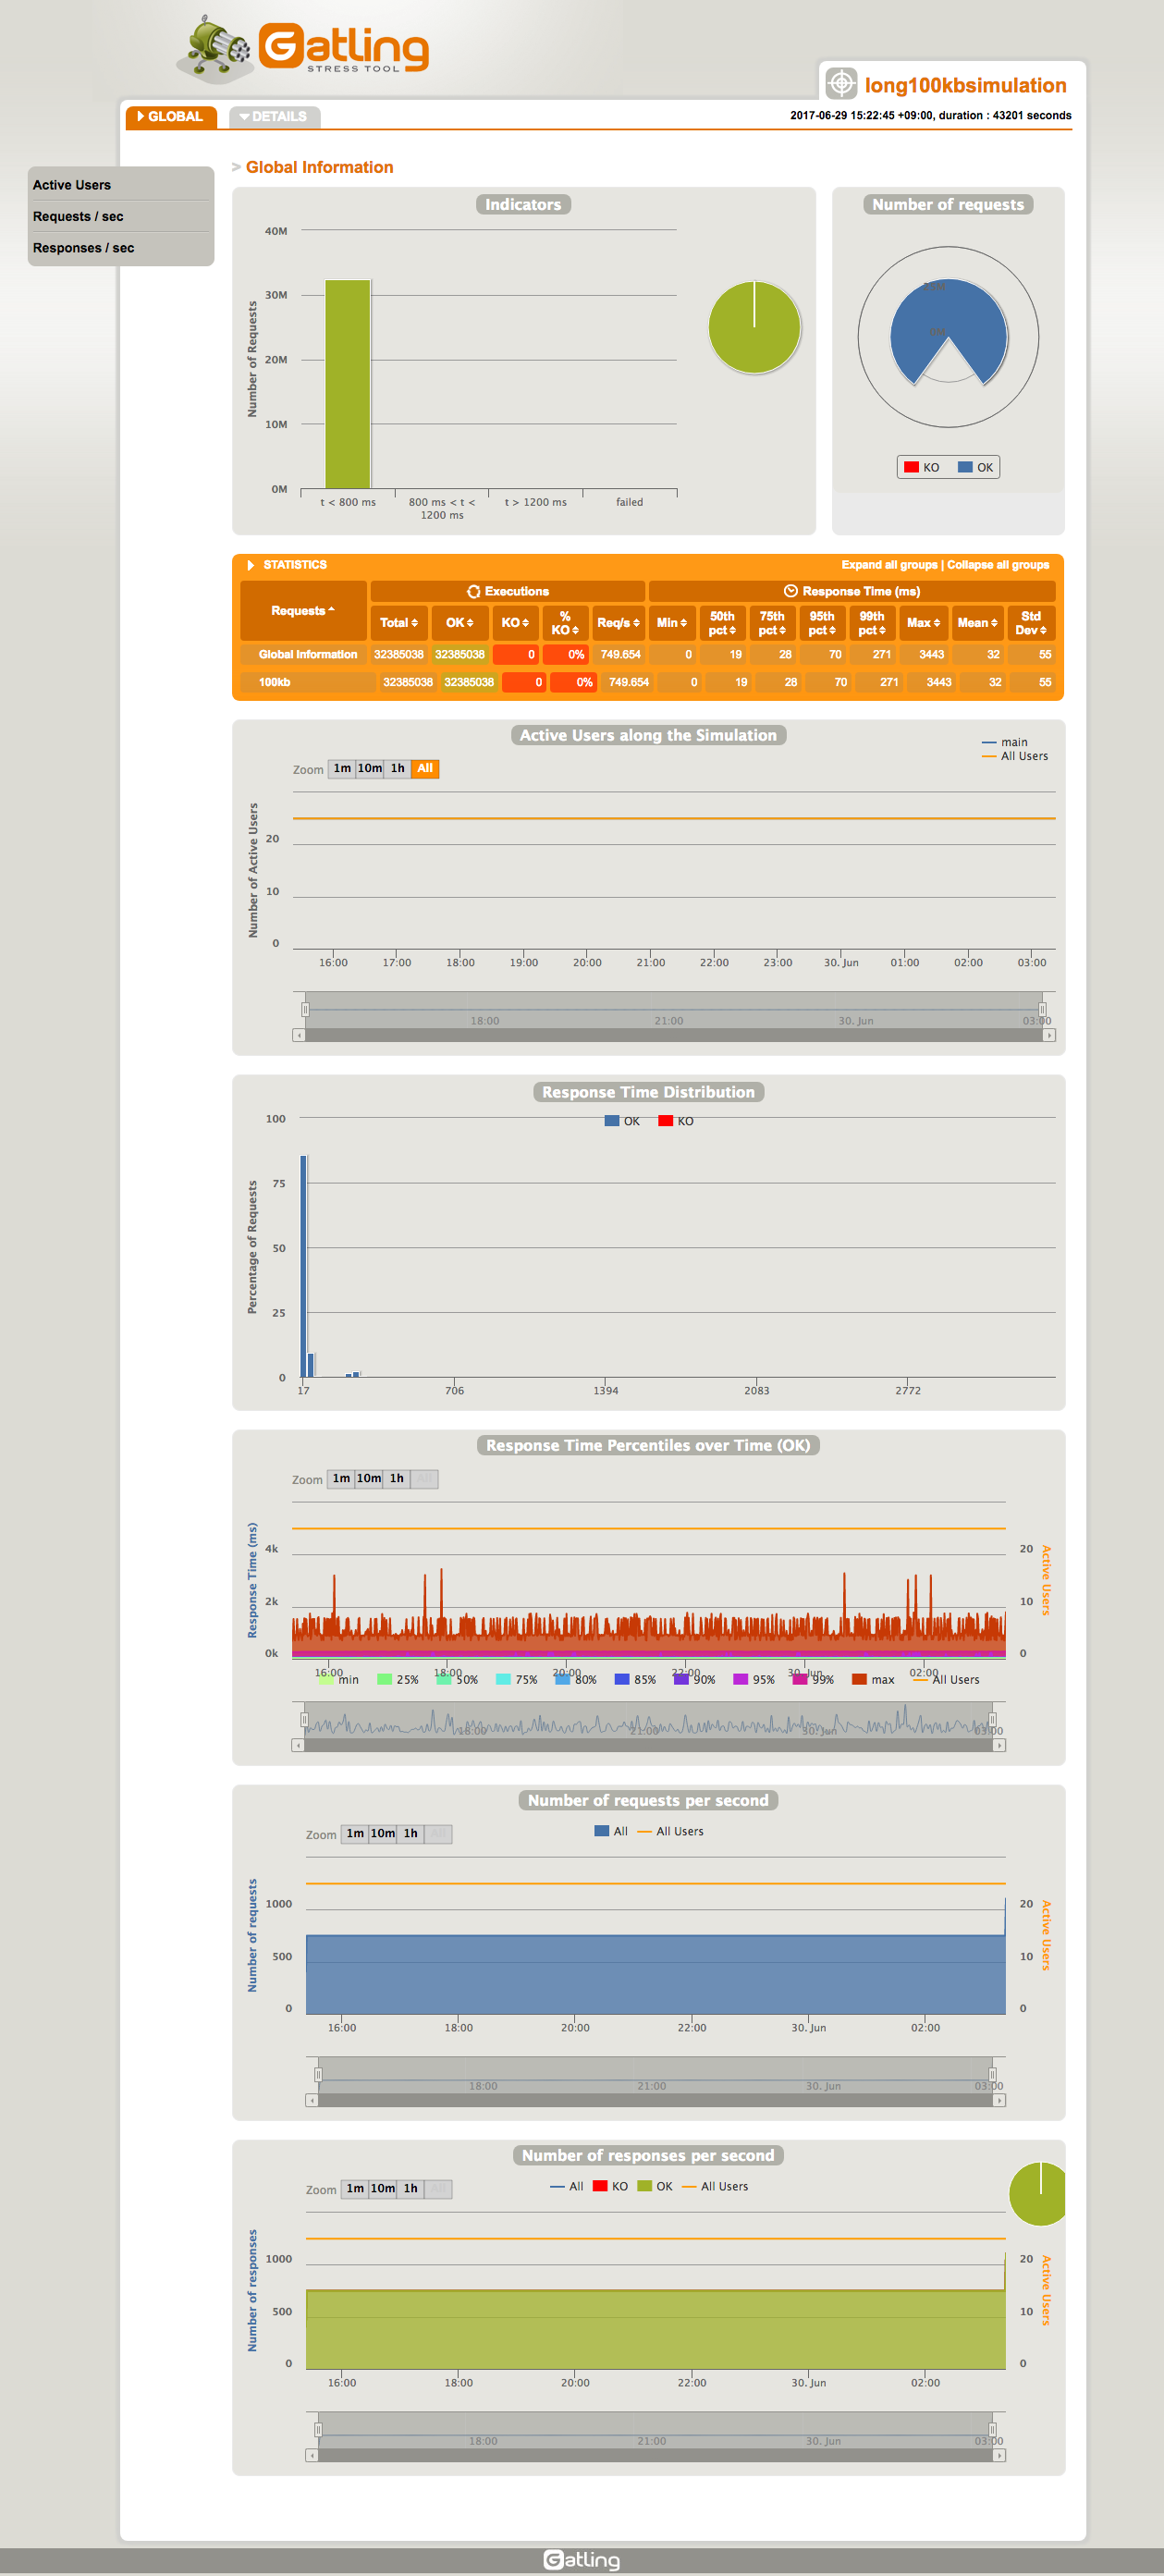 Gatling
STRESS TOOL
long100kbsimulation
GLOBAL DETAILS
2017-06-29 15:22:45 +09:00, duration : 43201 seconds
Active Users
Requests / sec
Responses / sec
> Global Information
Indicators
Number of Requests
40M
30M
20M
10M
0M
t < 800 ms
800 ms < t < 1200 ms
t > 1200 ms
failed
Number of requests
0M
KO OK
STATISTICS
Expand all groups | Collapse all groups
Requests Executions Response Time (ms)
Total OK KO % KO Req/s Min 50th pct 75th pct 95th pct 99th pct Max Mean Std Dev
Global Information 32385038 32385038 0 0% 749.654 0 19 28 70 271 3443 32 55
100kb 32385038 32385038 0 0% 749.654 0 19 28 70 271 3443 32 55
Active Users along the Simulation
main
All Users
Zoom 1m 10m 1h All
Number of Active Users
20
10
0
16:00 17:00 18:00 19:00 20:00 21:00 22:00 23:00 30. Jun 01:00 02:00 03:00
18:00 21:00 30. Jun 03:00
Response Time Distribution
OK KO
Percentage of Requests
100
75
50
25
0
17 706 1394 2083 2772
Response Time Percentiles over Time (OK)
Zoom 1m 10m 1h All
Response Time (ms)
4k
2k
0k
20
10
0
Active Users
16:00 18:00 20:00 22:00 30. Jun 02:00
min 25% 50% 75% 80% 85% 90% 95% 99% max All Users
18:00 21:00 30. Jun 03:00
Number of requests per second
Zoom 1m 10m 1h All
All All Users
Number of requests
1000
500
0
20
10
0
Active Users
16:00 18:00 20:00 22:00 30. Jun 02:00
18:00 21:00 30. Jun 03:00
Number of responses per second
Zoom 1m 10m 1h All
All KO OK All Users
Number of responses
1000
500
0
20
10
0
Active Users
16:00 18:00 20:00 22:00 30. Jun 02:00
18:00 21:00 30. Jun 03:00
Gatling